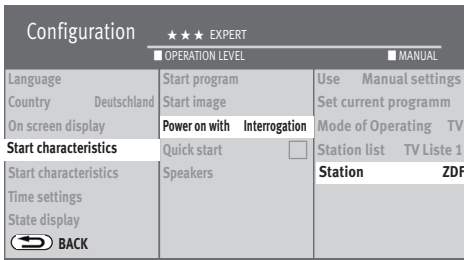 Configuration
★★★ EXPERT
OPERATION LEVEL
MANUAL
Language
Country Deutschland
On screen display
Start characteristics
Start characteristics
Time settings
State display
BACK
Start program
Start image
Power on with Interrogation
Quick start
Speakers
Use Manual settings
Set current programm
Mode of Operating TV
Station list TV Liste 1
Station ZDF